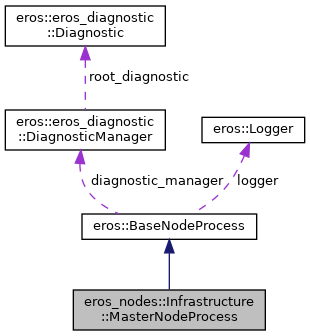 eros::eros_diagnostic
::Diagnostic
root_diagnostic
eros::eros_diagnostic
::DiagnosticManager
eros::Logger
diagnostic_manager
logger
eros::BaseNodeProcess
eros_nodes::Infrastructure
::MasterNodeProcess